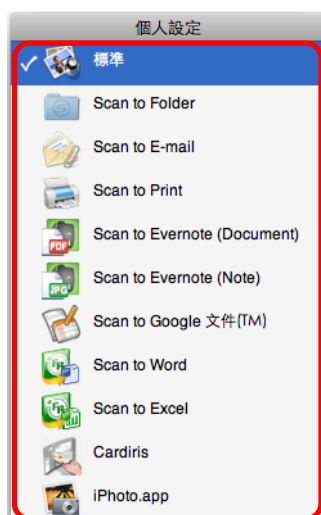 個人設定
標準
Scan to Folder
Scan to E-mail
Scan to Print
PDF
Scan to Evernote (Document)
JPG
Scan to Evernote (Note)
Scan to Google 文件(TM)
Scan to Word
Scan to Excel
Cardiris
iPhoto.app